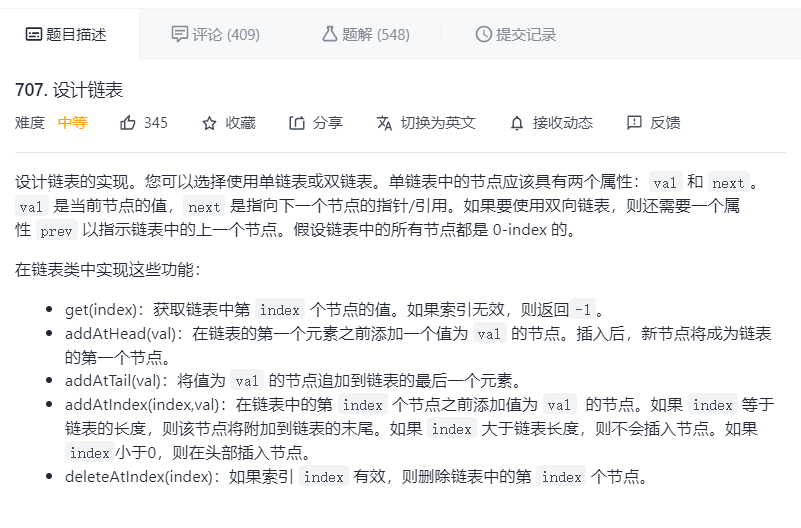 题目描述 评论 (409) 题解 (548) 提交记录
707. 设计链表
难度 中等 345 收藏 分享 切换为英文 接收动态 反馈
设计链表的实现。您可以选择使用单链表或双链表。单链表中的节点应该具有两个属性：val 和 next。
val 是当前节点的值，next 是指向下一个节点的指针/引用。如果要使用双向链表，则还需要一个属
性 prev 以指示链表中的上一个节点。假设链表中的所有节点都是 0-index 的。
在链表类中实现这些功能：
• get(index)：获取链表中第 index 个节点的值。如果索引无效，则返回 -1。
• addAtHead(val)：在链表的第一个元素之前添加一个值为 val 的节点。插入后，新节点将成为链表
的第一个节点。
• addAtTail(val)：将值为 val 的节点追加到链表的最后一个元素。
• addAtIndex(index,val)：在链表中的第 index 个节点之前添加值为 val 的节点。如果 index 等于
链表的长度，则该节点将附加到链表的末尾。如果 index 大于链表长度，则不会插入节点。如果
index 小于0，则在头部插入节点。
• deleteAtIndex(index)：如果索引 index 有效，则删除链表中的第 index 个节点。